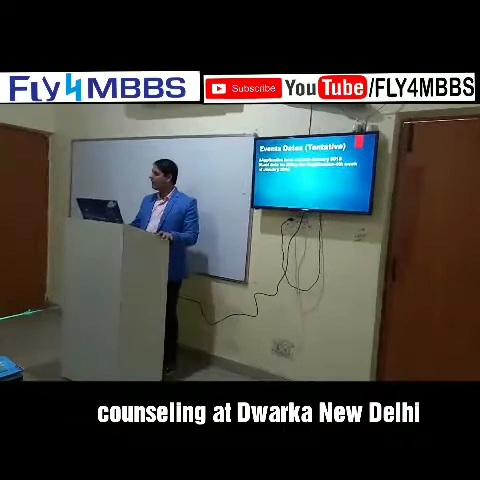 FLY4MBBS
Subscribe
YouTube/FLY4MBBS
Events Dates (Tentative)
counseling at Dwarka New Delhi